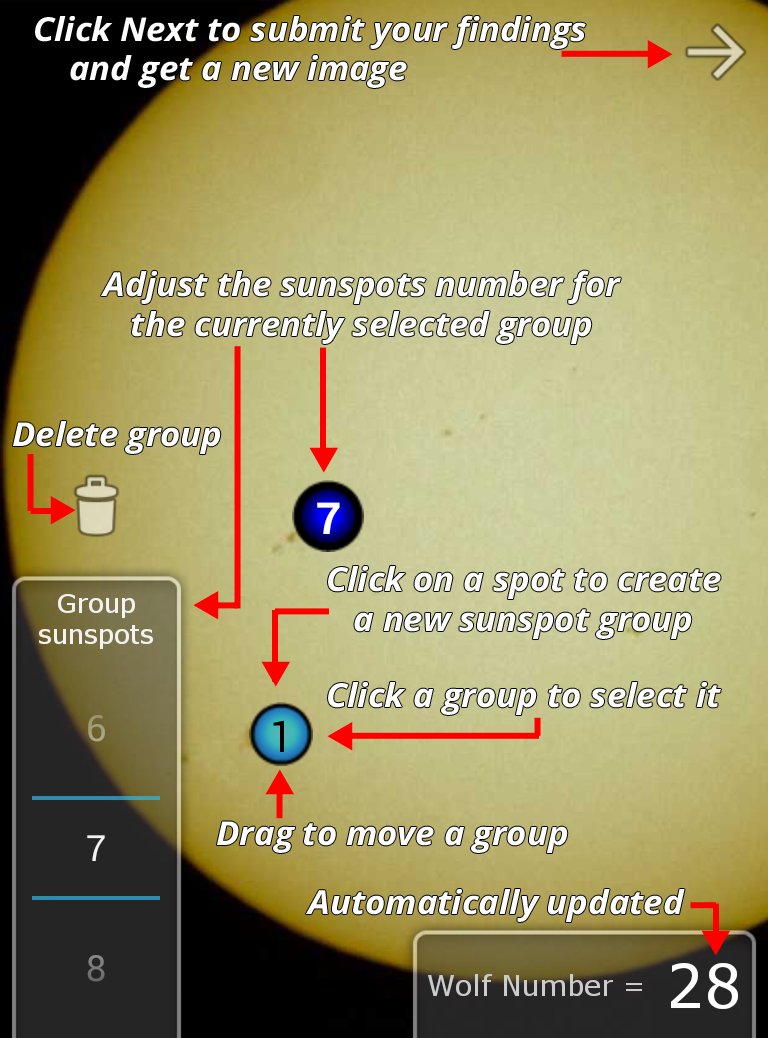 Click Next to submit your findings
and get a new image
Adjust the sunspots number for
the currently selected group
Delete group
7
Click on a spot to create
a new sunspot group
Group
sunspots
Click a group to select it
6
1
Drag to move a group
7
Automatically updated
8
Wolf Number = 28